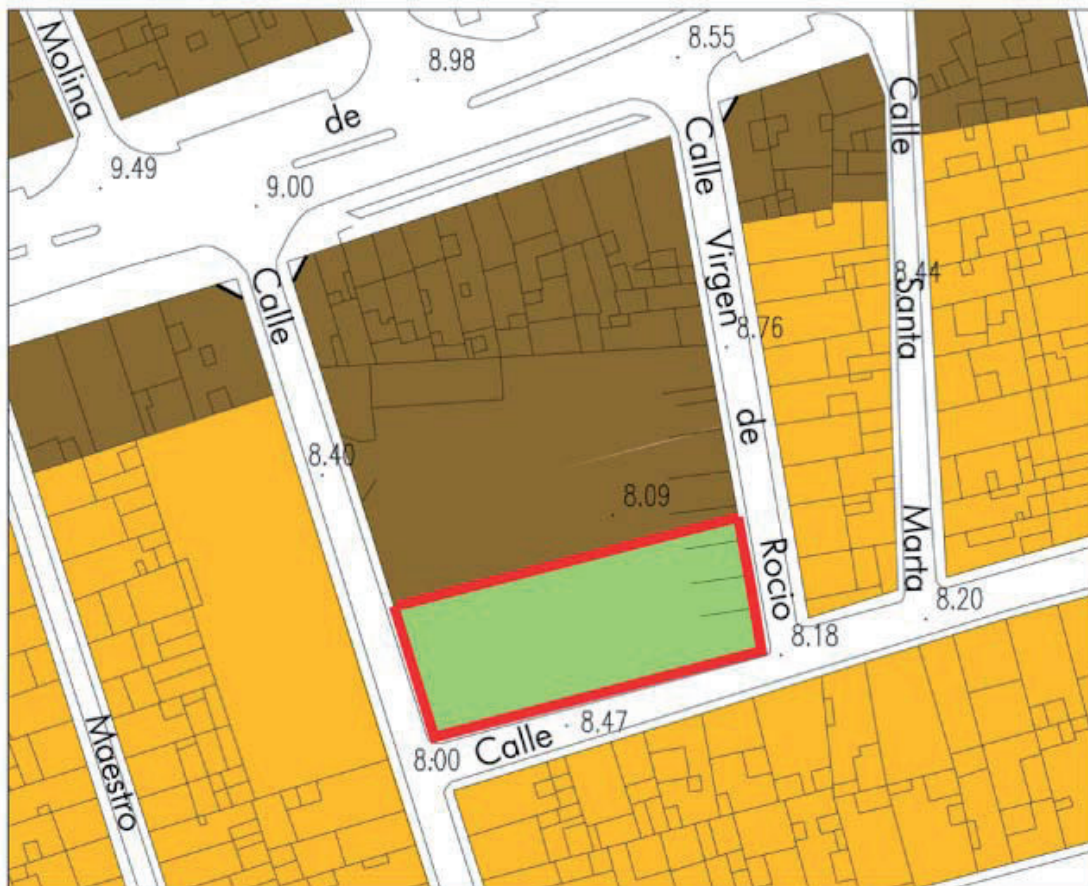 Molina
de
8.98
8.55
9.49
9.00
Calle
Calle
Calle
Virgen
de
Rocio
Calle
Santa
Marta
8.44
8.76
8.40
8.09
8.20
8.18
8.47
8.00
Calle
Maestro